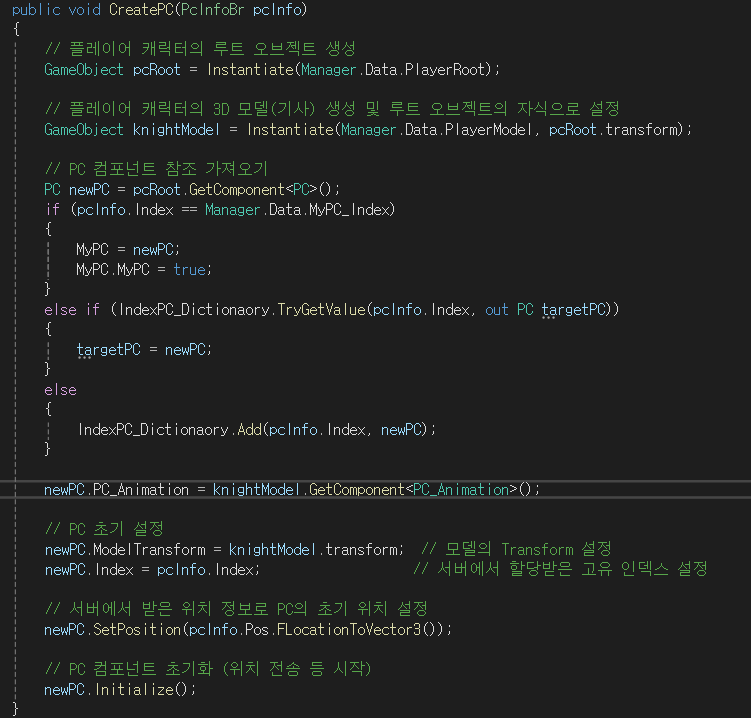 public void CreatePC(PcInfoBr pcInfo)
{
// 플레이어 캐릭터의 루트 오브젝트 생성
GameObject pcRoot = Instantiate(Manager.Data.PlayerRoot);
// 플레이어 캐릭터의 3D 모델(기사) 생성 및 루트 오브젝트의 자식으로 설정
GameObject knightModel = Instantiate(Manager.Data.PlayerModel, pcRoot.transform);
// PC 컴포넌트 참조 가져오기
PC newPC = pcRoot.GetComponent<PC>();
if (pcInfo.Index == Manager.Data.MyPC_Index)
{
MyPC = newPC;
MyPC.MyPC = true;
}
else if (IndexPC_Dictionaory.TryGetValue(pcInfo.Index, out PC targetPC))
{
targetPC = newPC;
}
else
{
IndexPC_Dictionaory.Add(pcInfo.Index, newPC);
}
newPC.PC_Animation = knightModel.GetComponent<PC_Animation>();
// PC 초기 설정
newPC.ModelTransform = knightModel.transform; // 모델의 Transform 설정
newPC.Index = pcInfo.Index; // 서버에서 할당받은 고유 인덱스 설정
// 서버에서 받은 위치 정보로 PC의 초기 위치 설정
newPC.SetPosition(pcInfo.Pos.FLocationToVector3());
// PC 컴포넌트 초기화 (위치 전송 등 시작)
newPC.Initialize();
}